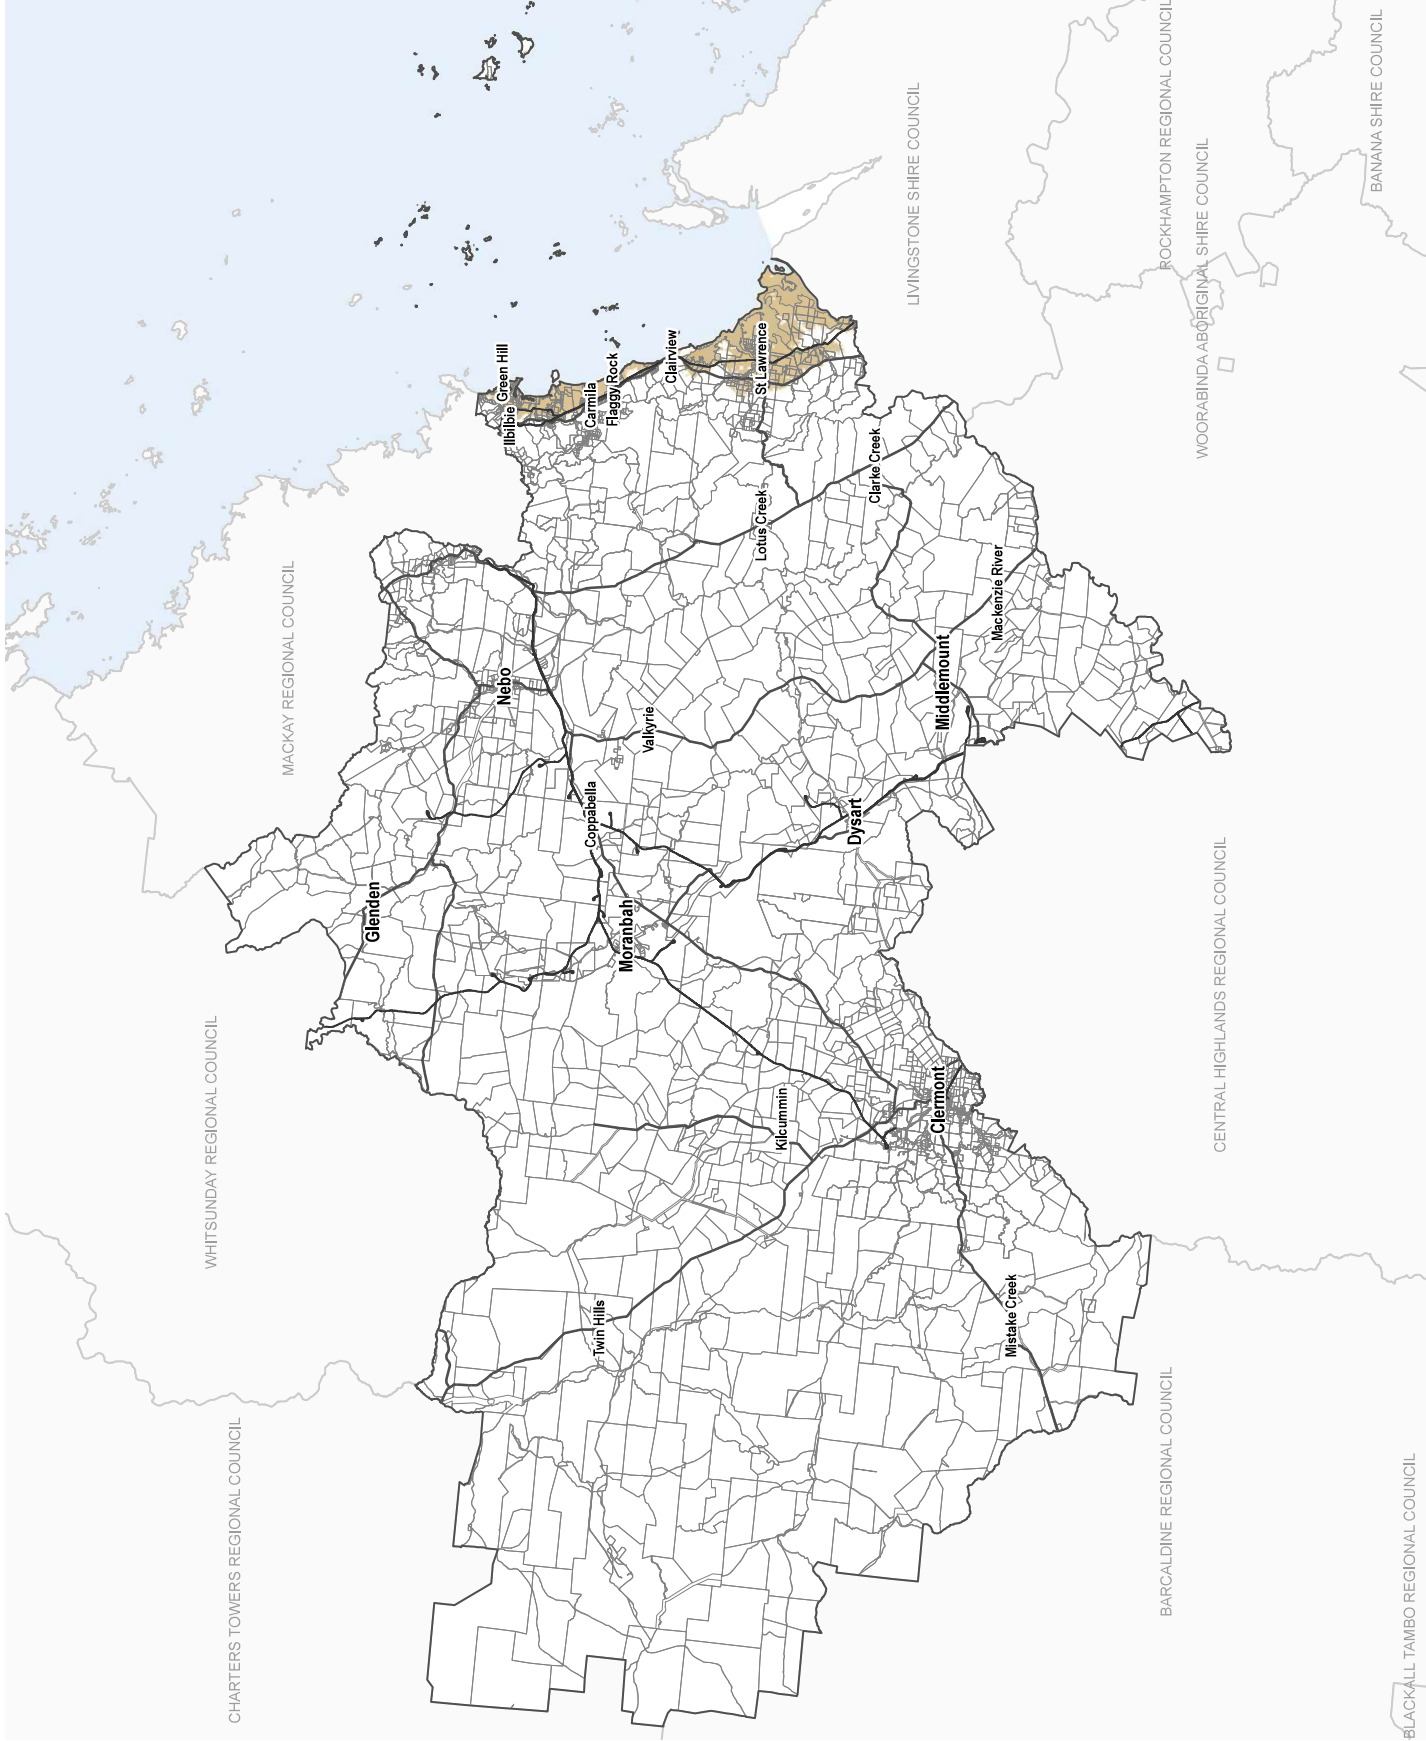 CHARTERS TOWERS REGIONAL COUNCIL
WHITSUNDAY REGIONAL COUNCIL
MACKAY REGIONAL COUNCIL
Glenden
Nebo
Green Hill
Ilbilbie
Carmila
Flaggy Rock
Clairview
St Lawrence
Twin Hills
Moranbah
Coppabella
Valkyrie
Lotus Creek
Clarke Creek
Kilcummin
Dysart
Middlemount
Mackenzie River
Clermont
Mistake Creek
LIVINGSTONE SHIRE COUNCIL
ROCKHAMPTON REGIONAL COUNCIL
WOORABINDA ABORIGINAL SHIRE COUNCIL
BANANA SHIRE COUNCIL
CENTRAL HIGHLANDS REGIONAL COUNCIL
BARCALDINE REGIONAL COUNCIL
BLACKALL TAMBO REGIONAL COUNCIL